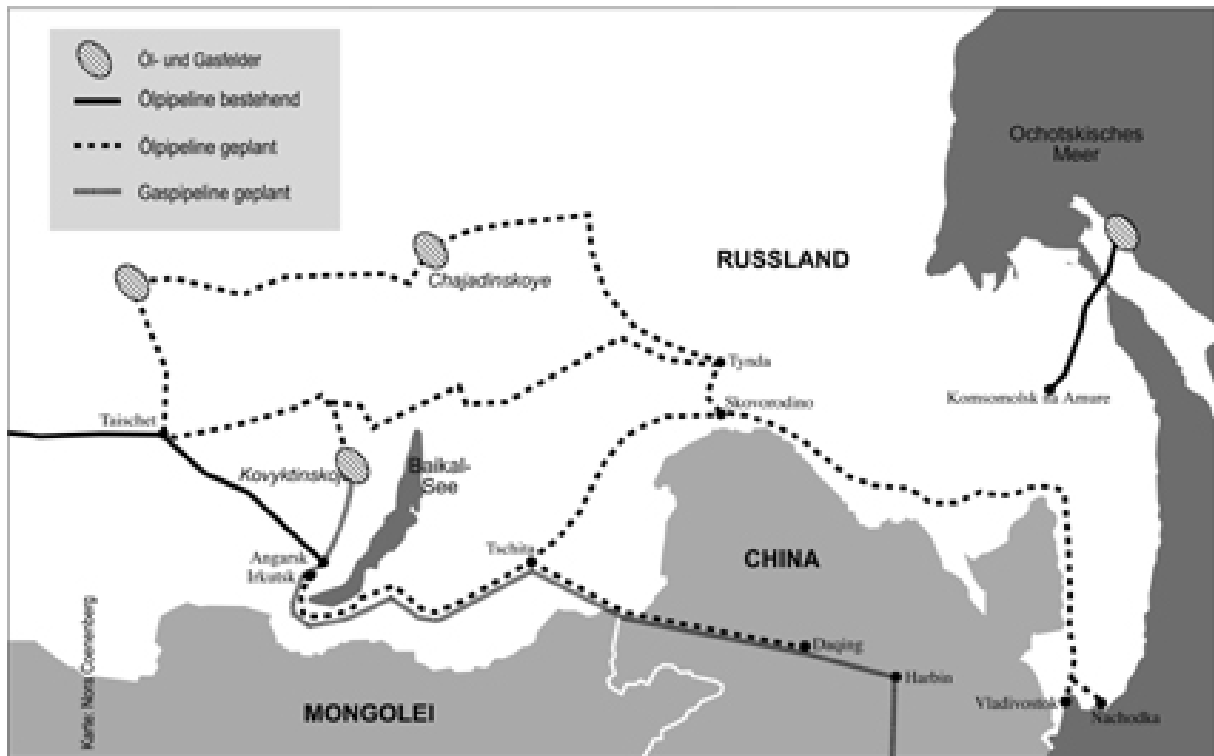 Öl- und Gasfelder
Ölpipeline bestehend
Ölpipeline geplant
Gaspipeline geplant
Ochotskisches
Meer
RUSSLAND
Chajadinskoye
Tynda
Skovorodino
Komsomolsk na Amure
Taischet
Kovyktinskoj
Baikal-
See
Angarsk
Irkutsk
Tschita
CHINA
Daqing
Harbin
MONGOLEI
Vladivostok
Nachodka
Karte: Nora Coenenberg